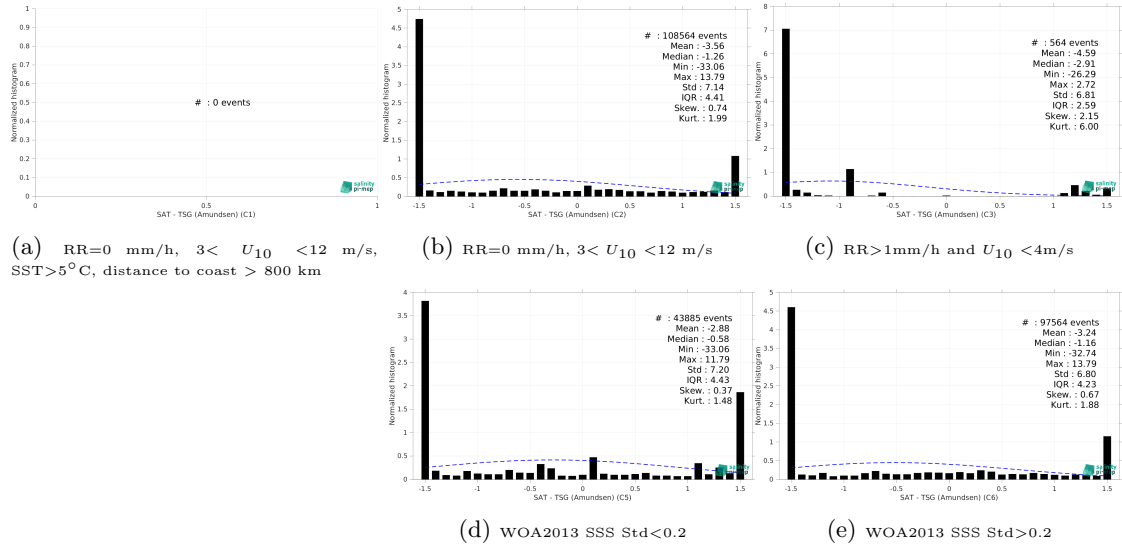 Normalized histogram
1
0.9
0.8
0.7
0.6
0.5
0.4
0.3
0.2
0.1
0
# : 0 events
salinity
pi-mep
0 0.5 1
SAT - TSG (Amundsen) (C1)
(a) RR=0 mm/h, 3< U10 <12 m/s,
SST>5°C, distance to coast > 800 km
Normalized histogram
5
4.5
4
3.5
3
2.5
2
1.5
1
0.5
0
# : 108564 events
Mean : -3.56
Median : -1.26
Min : -33.06
Max : 13.79
Std : 7.14
IQR : 4.41
Skew. : 0.74
Kurt. : 1.99
salinity
pi-mep
-1.5 -1 -0.5 0 0.5 1 1.5
SAT - TSG (Amundsen) (C2)
(b) RR=0 mm/h, 3< U10 <12 m/s
Normalized histogram
8
7
6
5
4
3
2
1
0
# : 564 events
Mean : -4.59
Median : -2.91
Min : -26.29
Max : 2.72
Std : 6.81
IQR : 2.59
Skew. : 2.15
Kurt. : 6.00
salinity
pi-mep
-1.5 -1 -0.5 0 0.5 1 1.5
SAT - TSG (Amundsen) (C3)
(c) RR>1mm/h and U10 <4m/s
Normalized histogram
4
3.5
3
2.5
2
1.5
1
0.5
0
# : 43885 events
Mean : -2.88
Median : -0.58
Min : -33.06
Max : 11.79
Std : 7.20
IQR : 4.43
Skew. : 0.37
Kurt. : 1.48
salinity
pi-mep
-1.5 -1 -0.5 0 0.5 1 1.5
SAT - TSG (Amundsen) (C5)
(d) WOA2013 SSS Std<0.2
Normalized histogram
5
4.5
4
3.5
3
2.5
2
1.5
1
0.5
0
# : 97564 events
Mean : -3.24
Median : -1.16
Min : -32.74
Max : 13.79
Std : 6.80
IQR : 4.23
Skew. : 0.67
Kurt. : 1.88
salinity
pi-mep
-1.5 -1 -0.5 0 0.5 1 1.5
SAT - TSG (Amundsen) (C6)
(e) WOA2013 SSS Std>0.2